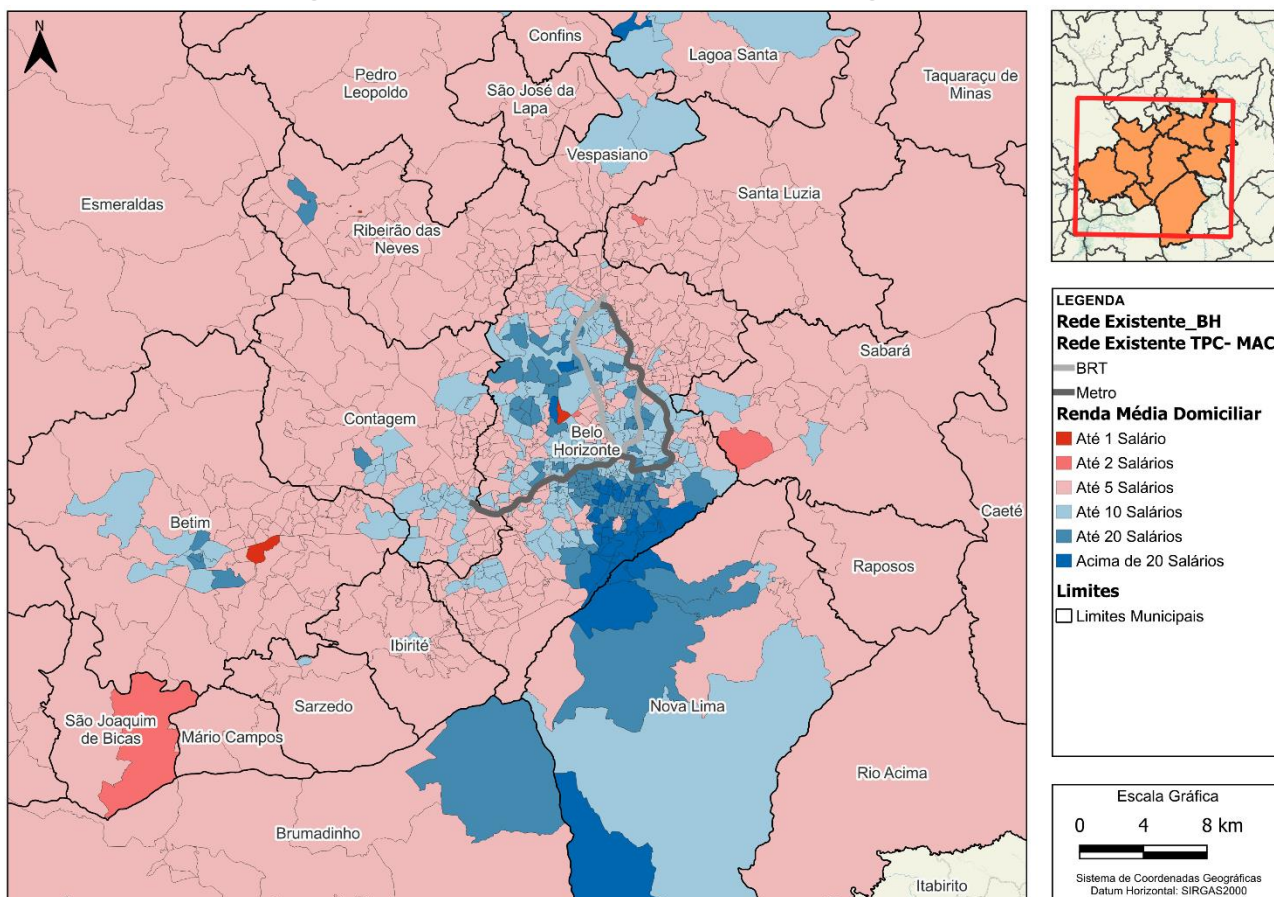 N
Confins
Lagoa Santa
Pedro
Leopoldo
São José da
Lapa
Taquaraçu de
Minas
Vespasiano
Esmeraldas
Santa Luzia
Ribeirão das
Neves
Sabará
Contagem
Belo
Horizonte
Caeté
Betim
Raposos
Ibirité
Sarzedo
Nova Lima
São Joaquim
de Bicas
Mário Campos
Rio Acima
Brumadinho
Itabirito
LEGENDA
Rede Existente_BH
Rede Existente TPC- MAC
BRT
Metro
Renda Média Domiciliar
Até 1 Salário
Até 2 Salários
Até 5 Salários
Até 10 Salários
Até 20 Salários
Acima de 20 Salários
Limites
Limites Municipais
Escala Gráfica
0 4 8 km
Sistema de Coordenadas Geográficas
Datum Horizontal: SIRGAS2000